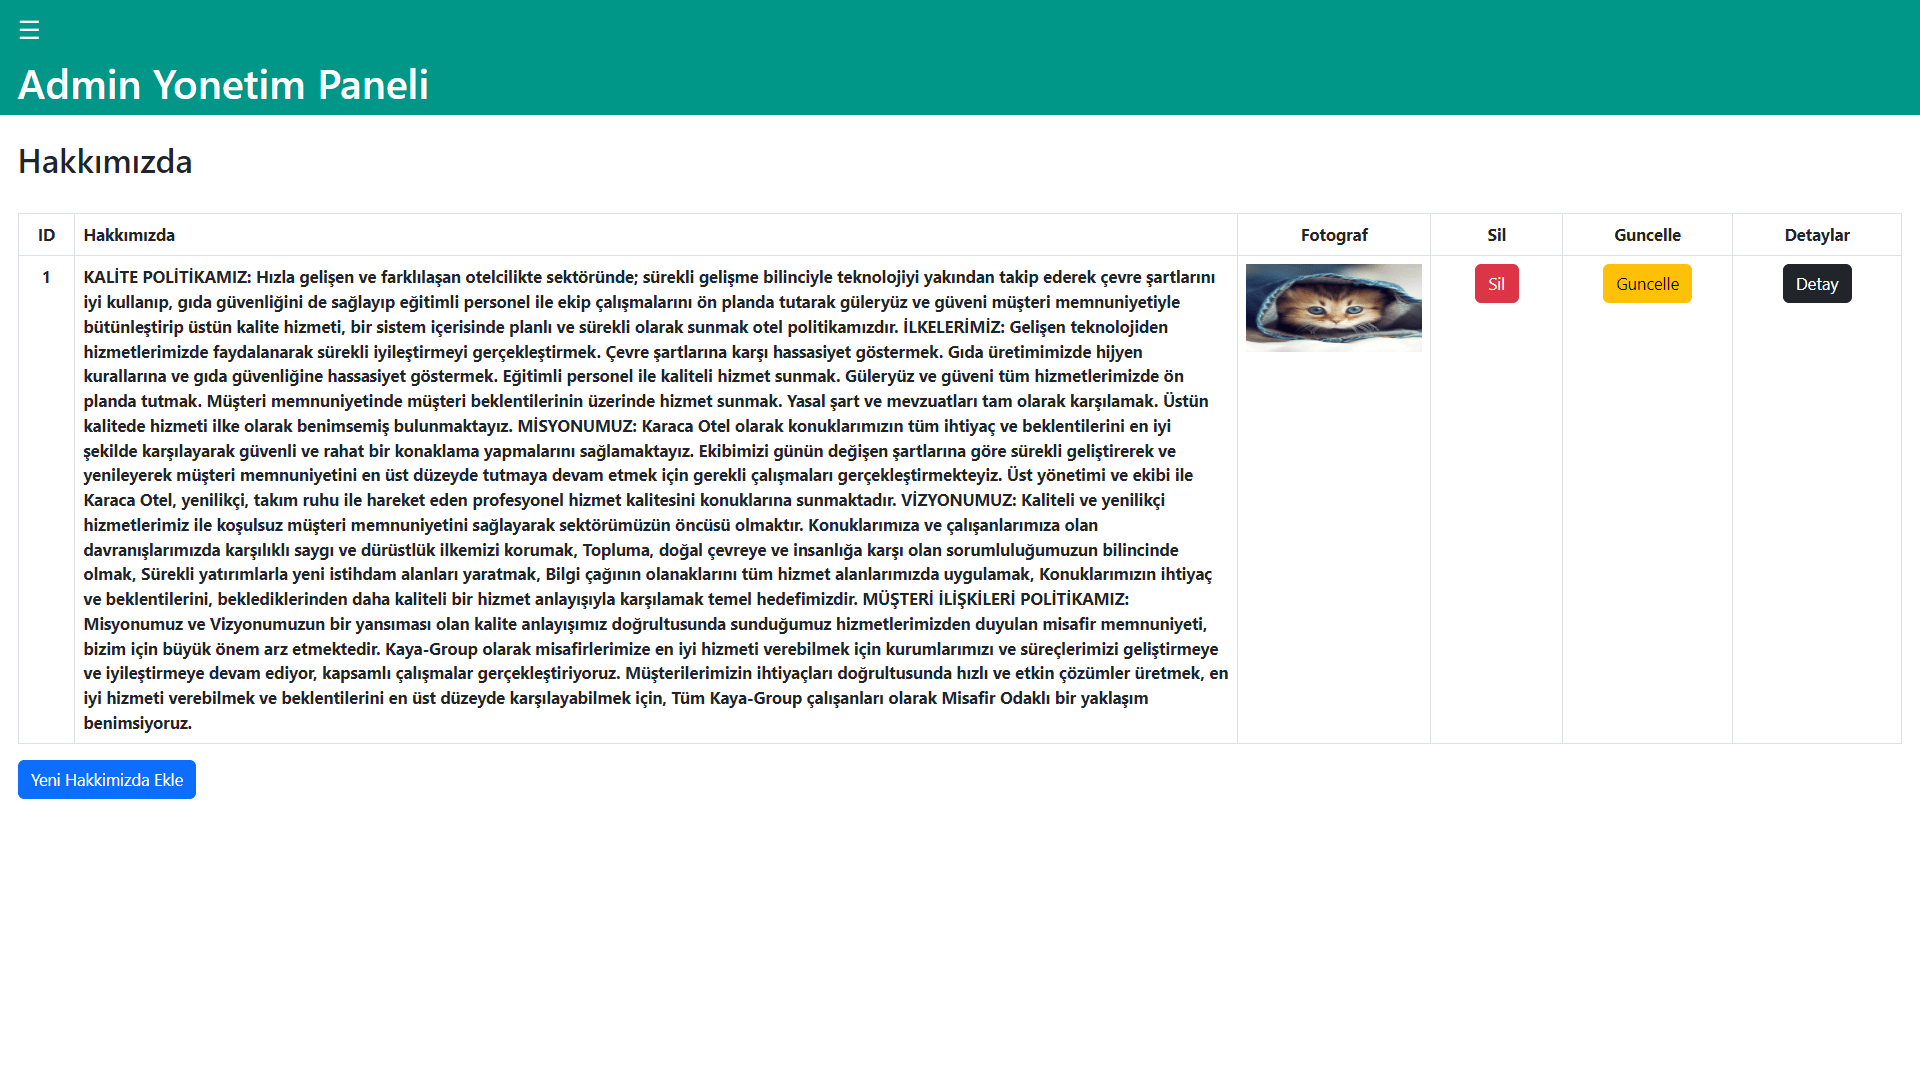 ☰
Admin Yonetim Paneli
Hakkımızda
ID Hakkımızda Fotograf Sil Guncelle Detaylar
1 KALİTE POLİTİKAMIZ: Hızla gelişen ve farklılaşan otelcilikte sektöründe; sürekli gelişme bilinciyle teknolojiyi yakından takip ederek çevre şartlarını Sil Guncelle Detay
iyi kullanıp, gıda güvenliğini de sağlayıp eğitimli personel ile ekip çalışmalarını ön planda tutarak güleryüz ve güveni müşteri memnuniyetiyle
bütünleştirip üstün kalite hizmeti, bir sistem içerisinde planlı ve sürekli olarak sunmak otel politikamızdır. İLKELERİMİZ: Gelişen teknolojiden
hizmetlerimizde faydalanarak sürekli iyileştirmeyi gerçekleştirmek. Çevre şartlarına karşı hassasiyet göstermek. Gıda üretimimizde hijyen
kurallarına ve gıda güvenliğine hassasiyet göstermek. Eğitimli personel ile kaliteli hizmet sunmak. Güleryüz ve güveni tüm hizmetlerimizde ön
planda tutmak. Müşteri memnuniyetinde müşteri beklentilerinin üzerinde hizmet sunmak. Yasal şart ve mevzuatları tam olarak karşılamak. Üstün
kalitede hizmeti ilke olarak benimsemiş bulunmaktayız. MİSYONUMUZ: Karaca Otel olarak konuklarımızın tüm ihtiyaç ve beklentilerini en iyi
şekilde karşılayarak güvenli ve rahat bir konaklama yapmalarını sağlamaktayız. Ekibimizi günün değişen şartlarına göre sürekli geliştirerek ve
yenileyerek müşteri memnuniyetini en üst düzeyde tutmaya devam etmek için gerekli çalışmaları gerçekleştirmekteyiz. Üst yönetimi ve ekibi ile
Karaca Otel, yenilikçi, takım ruhu ile hareket eden profesyonel hizmet kalitesini konuklarına sunmaktadır. VİZYONUMUZ: Kaliteli ve yenilikçi
hizmetlerimiz ile koşulsuz müşteri memnuniyetini sağlayarak sektörümüzün öncüsü olmaktır. Konuklarımıza ve çalışanlarımıza olan
davranışlarımızda karşılıklı saygı ve dürüstlük ilkemizi korumak, Topluma, doğal çevreye ve insanlığa karşı olan sorumluluğumuzun bilincinde
olmak, Sürekli yatırımlarla yeni istihdam alanları yaratmak, Bilgi çağının olanaklarını tüm hizmet alanlarımızda uygulamak, Konuklarımızın ihtiyaç
ve beklentilerini, beklediklerinden daha kaliteli bir hizmet anlayışıyla karşılamak temel hedefimizdir. MÜŞTERİ İLİŞKİLERİ POLİTİKAMIZ:
Misyonumuz ve Vizyonumuzun bir yansıması olan kalite anlayışımız doğrultusunda sunduğumuz hizmetlerimizden duyulan misafir memnuniyeti,
bizim için büyük önem arz etmektedir. Kaya-Group olarak misafirlerimize en iyi hizmeti verebilmek için kurumlarımızı ve süreçlerimizi geliştirmeye
ve iyileştirmeye devam ediyor, kapsamlı çalışmalar gerçekleştiriyoruz. Müşterilerimizin ihtiyaçları doğrultusunda hızlı ve etkin çözümler üretmek, en
iyi hizmeti verebilmek ve beklentilerini en üst düzeyde karşılayabilmek için, Tüm Kaya-Group çalışanları olarak Misafir Odaklı bir yaklaşım
benimsiyoruz.
Yeni Hakkimizda Ekle